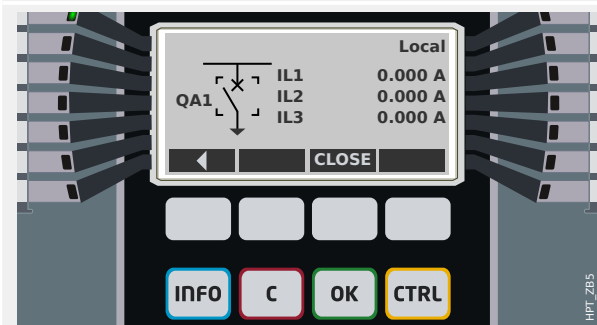 Local
IL1 0.000 A
QA1 IL2 0.000 A
IL3 0.000 A
CLOSE
INFO C OK CTRL
HPT_ZB5